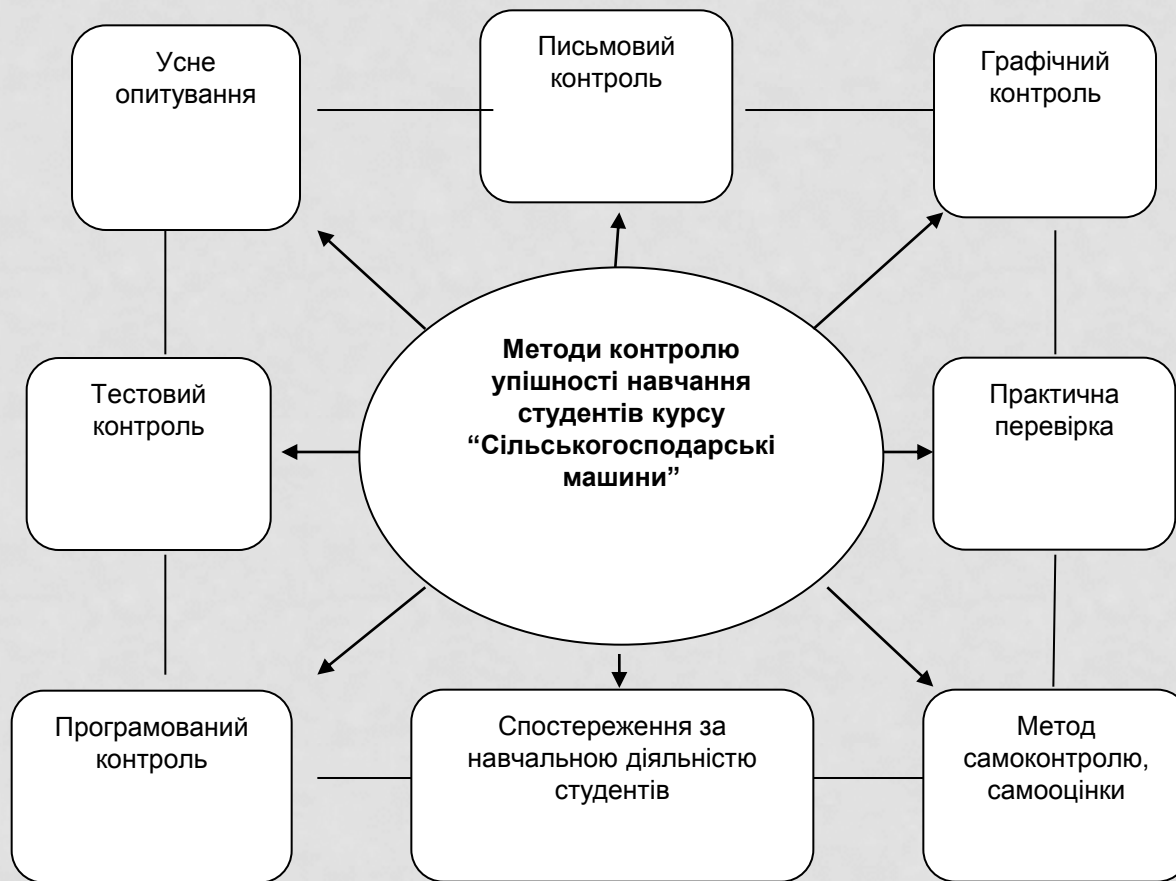 Усне
опитування
Письмовий
контроль
Графічний
контроль
Методи контролю
упішності навчання
студентів курсу
“Сільськогосподарські
машини”
Тестовий
контроль
Практична
перевірка
Програмований
контроль
Спостереження за
навчальною діяльністю
студентів
Метод
самоконтролю,
самооцінки